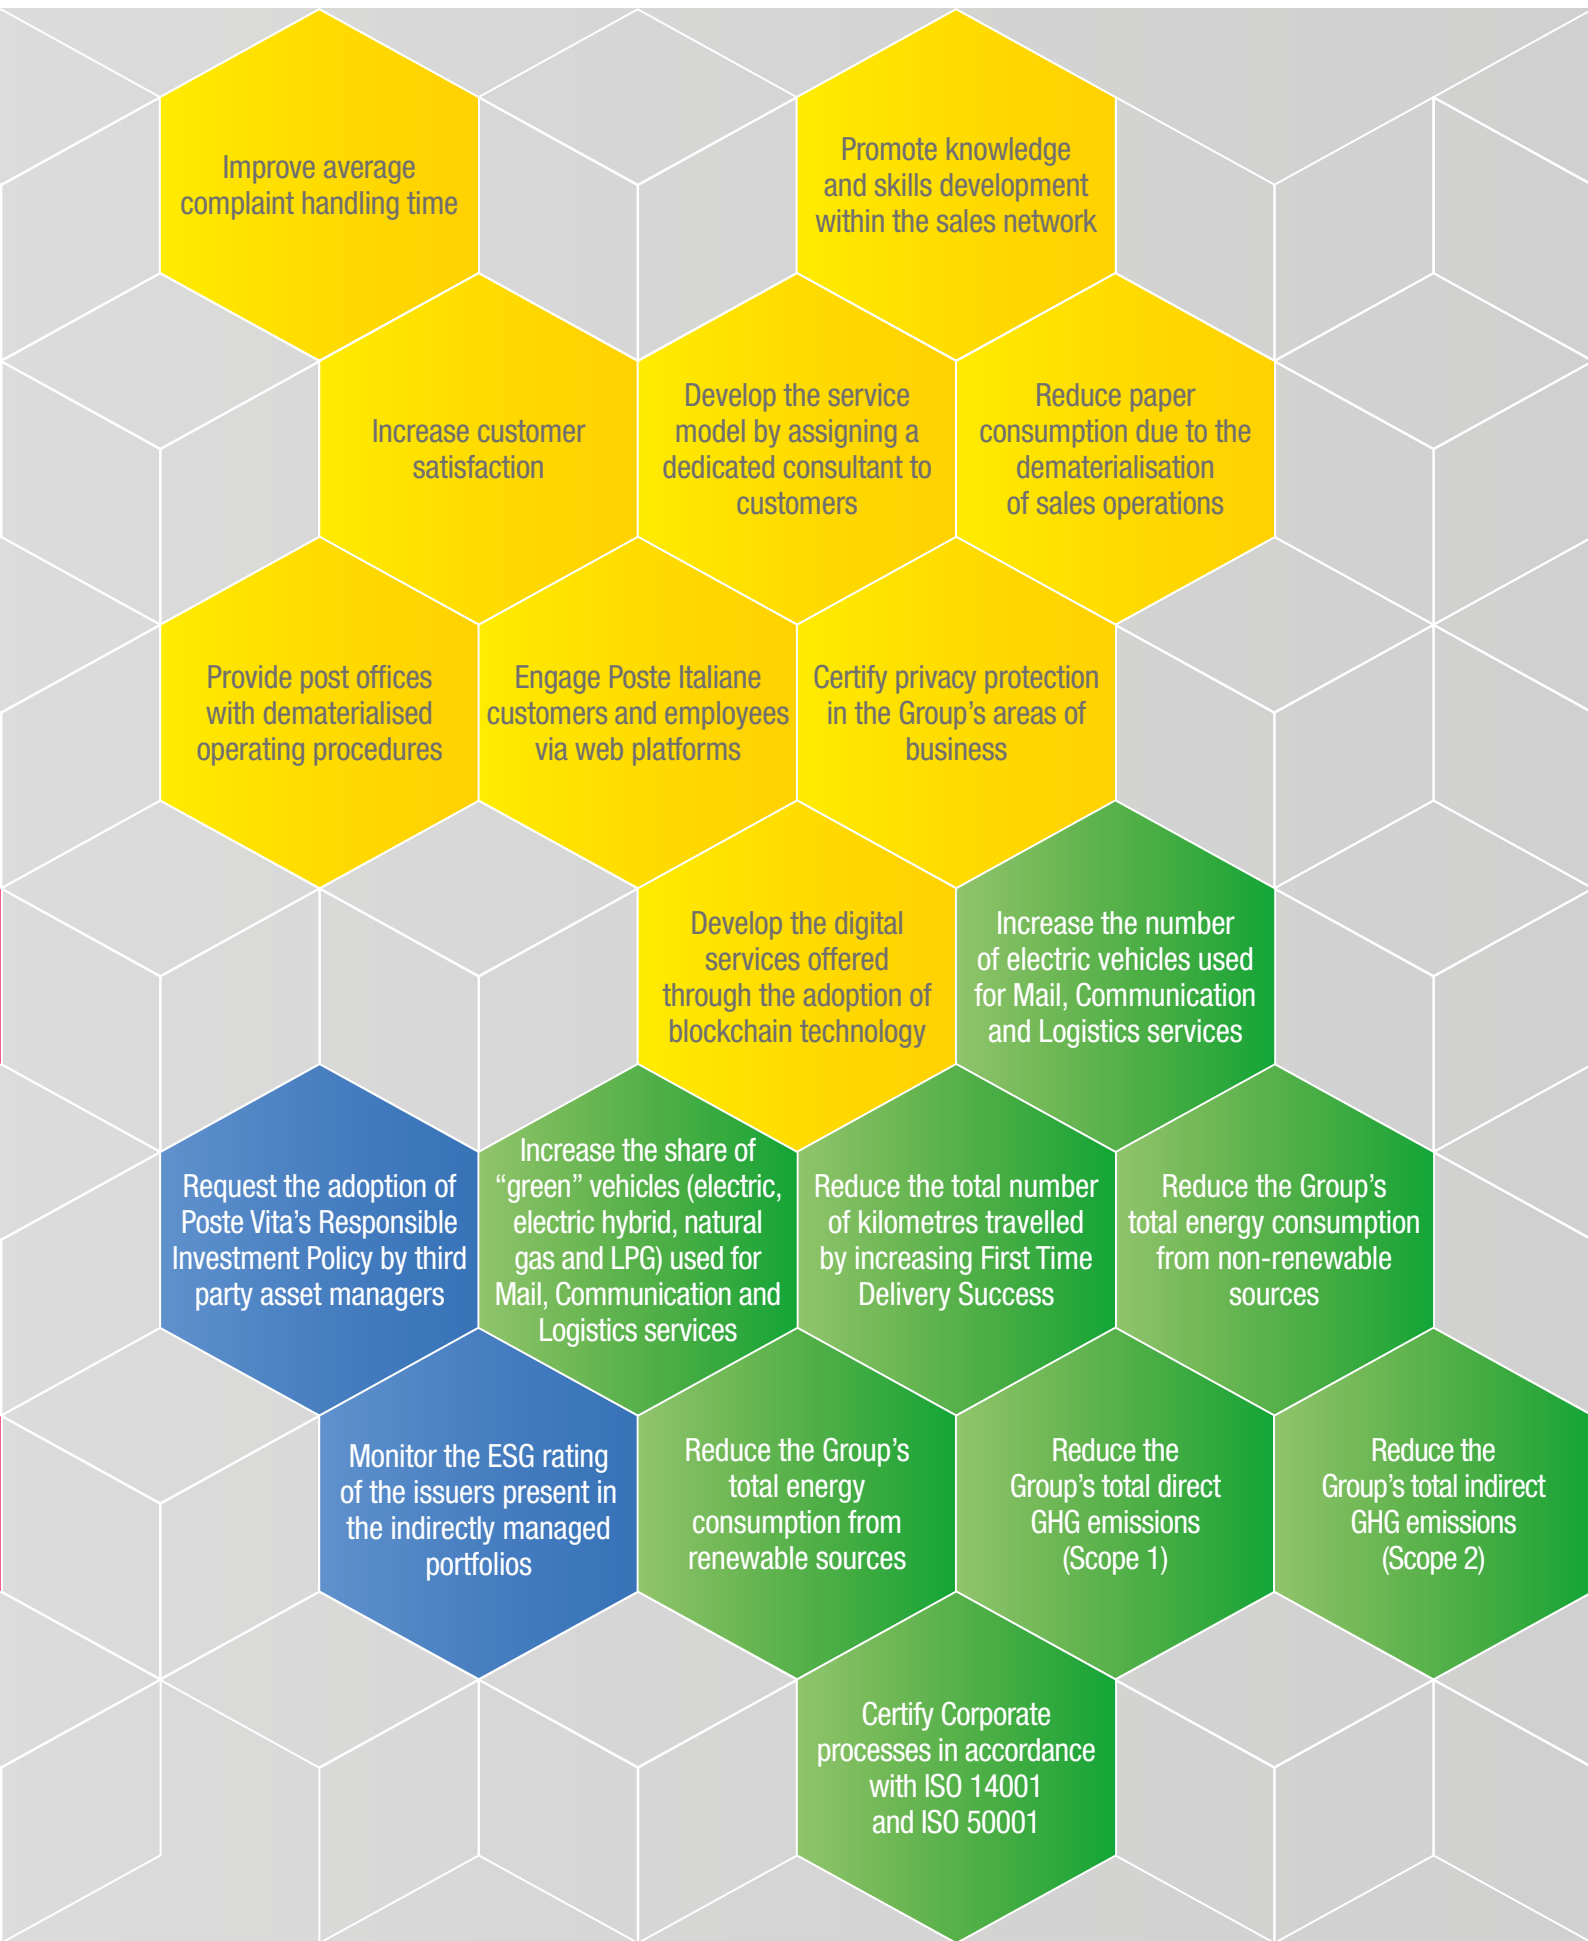 Improve average
complaint handling time
Promote knowledge
and skills development
within the sales network
Increase customer
satisfaction
Develop the service
model by assigning a
dedicated consultant to
customers
Reduce paper
consumption due to the
dematerialisation
of sales operations
Provide post offices
with dematerialised
operating procedures
Engage Poste Italiane
customers and employees
via web platforms
Certify privacy protection
in the Group's areas of
business
Develop the digital
services offered
through the adoption of
blockchain technology
Increase the number
of electric vehicles used
for Mail, Communication
and Logistics services
Request the adoption of
Poste Vita's Responsible
Investment Policy by third
party asset managers
Increase the share of
“green” vehicles (electric,
electric hybrid, natural
gas and LPG) used for
Mail, Communication and
Logistics services
Reduce the total number
of kilometres travelled
by increasing First Time
Delivery Success
Reduce the Group's
total energy consumption
from non-renewable
sources
Monitor the ESG rating
of the issuers present in
the indirectly managed
portfolios
Reduce the Group's
total energy
consumption from
renewable sources
Reduce the
Group's total direct
GHG emissions
(Scope 1)
Reduce the
Group's total indirect
GHG emissions
(Scope 2)
Certify Corporate
processes in accordance
with ISO 14001
and ISO 50001